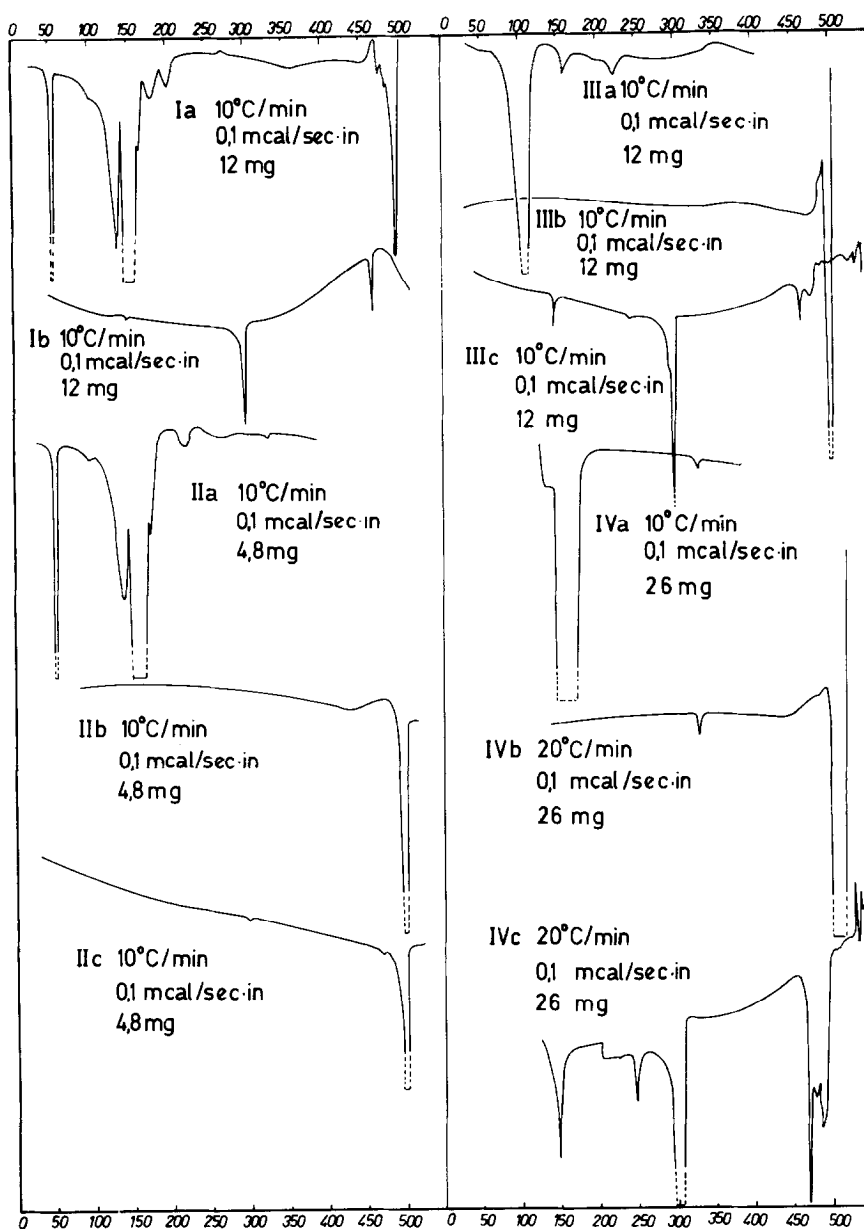 0 50 100 150 200 250 300 350 400 450 500
0 50 100 150 200 250 300 350 400 450 500
Ia 10°C/min
0,1 mcal/sec·in
12 mg
Ib 10°C/min
0,1 mcal/sec·in
12 mg
IIa 10°C/min
0,1 mcal/sec·in
4,8mg
IIb 10°C/min
0,1 mcal/sec·in
4,8mg
IIc 10°C/min
0,1 mcal/sec·in
4,8mg
IIIa 10°C/min
0,1 mcal/sec·in
12 mg
IIIb 10°C/min
0,1 mcal/sec·in
12 mg
IIIc 10°C/min
0,1 mcal/sec·in
12 mg
IVa 10°C/min
0,1 mcal/sec·in
26 mg
IVb 20°C/min
0,1 mcal/sec·in
26 mg
IVc 20°C/min
0,1 mcal/sec·in
26 mg
0 50 100 150 200 250 300 350 400 450 500
0 50 100 150 200 250 300 350 400 450 500